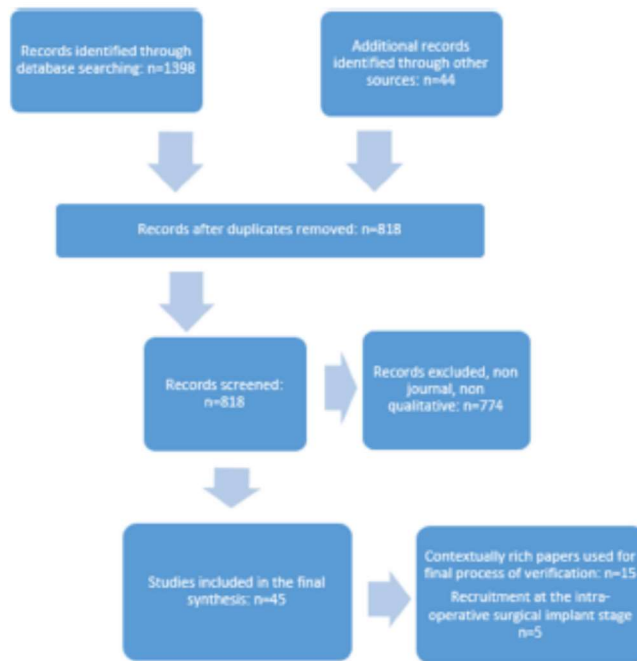 Records identified through
database searching: n=1398
Additional records
identified through other
sources: n=44
Records after duplicates removed: n=818
Records screened:
n=818
Records excluded, non
journal, non
qualitative: n=774
Studies included in the final
synthesis: n=45
Contextually rich papers used for
final process of verification: n=15
Recruitment at the intra-
operative surgical implant stage
n=5